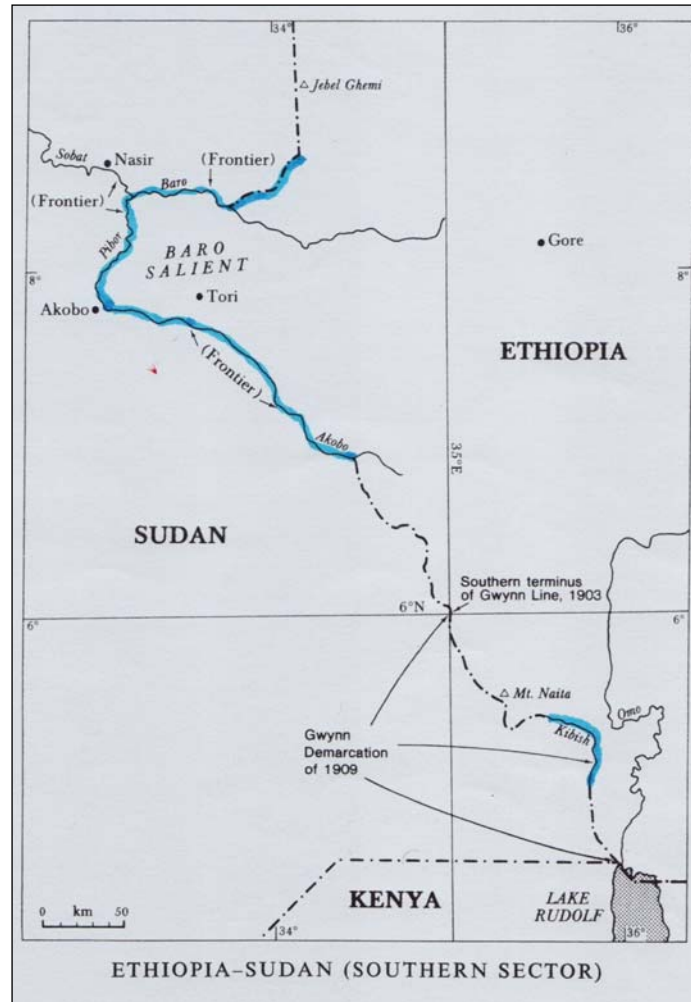 34°
36°
Jebel Ghemi
Sobat
Nasir
(Frontier)
Baro
(Frontier)
Pibor
BARO
SALIENT
Gore
8°
8°
Akobo
Tori
ETHIOPIA
(Frontier)
Akobo
35°E
SUDAN
Southern terminus
of Gwynn Line, 1903
6°N
6°
6°
Mt. Naita
Omo
Gwynn
Demarcation
of 1909
Kibish
0 km 50
KENYA
LAKE
RUDOLF
34°
36°
ETHIOPIA–SUDAN (SOUTHERN SECTOR)